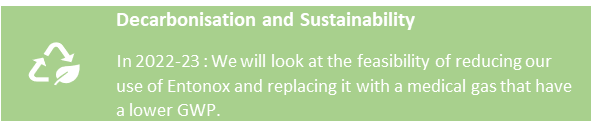 Decarbonisation and Sustainability
In 2022-23 : We will look at the feasibility of reducing our
use of Entonox and replacing it with a medical gas that have
a lower GWP.